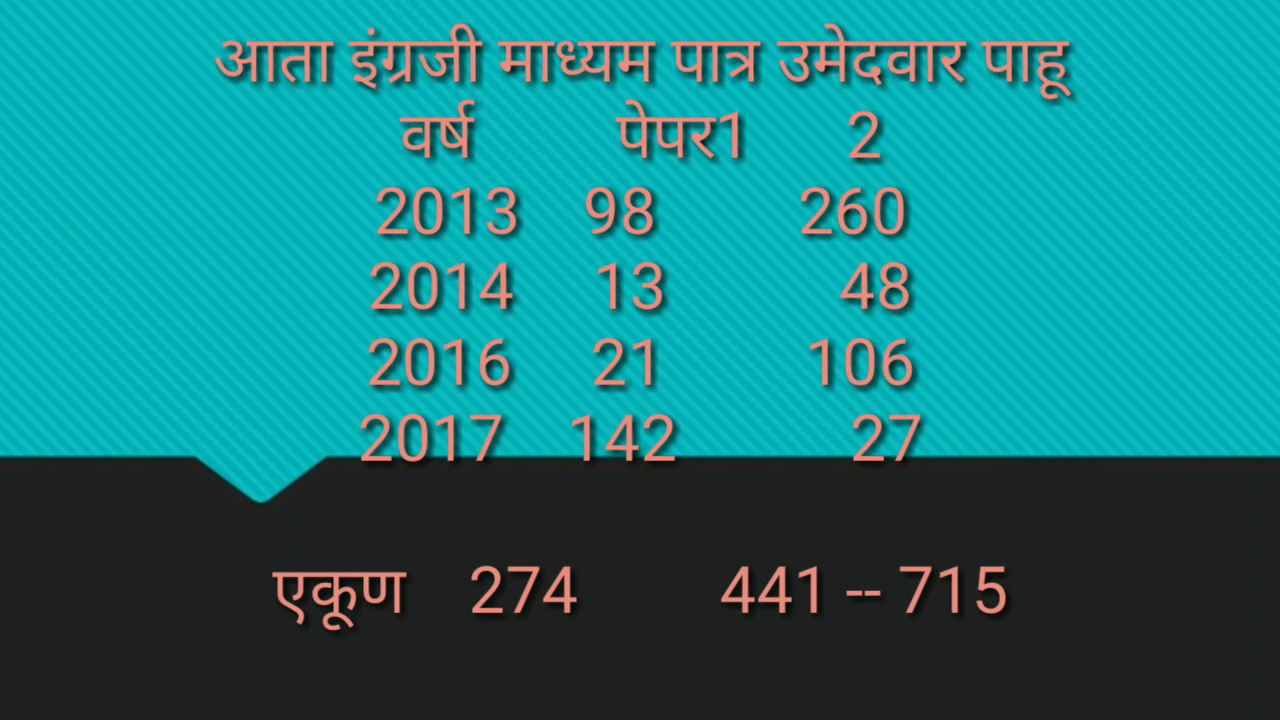 आता इंग्रजी माध्यम पात्र उमेदवार पाहू
वर्ष पेपर1 2
2013 98 260
2014 13 48
2016 21 106
2017 142 27
एकूण 274 441 -- 715